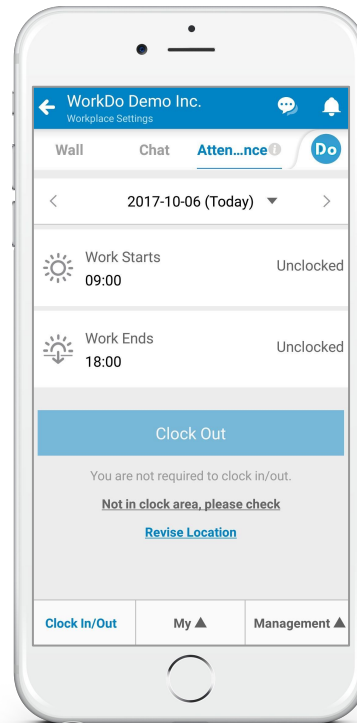 WorkDo Demo Inc.
Workplace Settings
Wall Chat Atten...nce Do
2017-10-06 (Today)
Work Starts
09:00
Unclocked
Work Ends
18:00
Unclocked
Clock Out
You are not required to clock in/out.
Not in clock area, please check
Revise Location
Clock In/Out My ▲ Management ▲